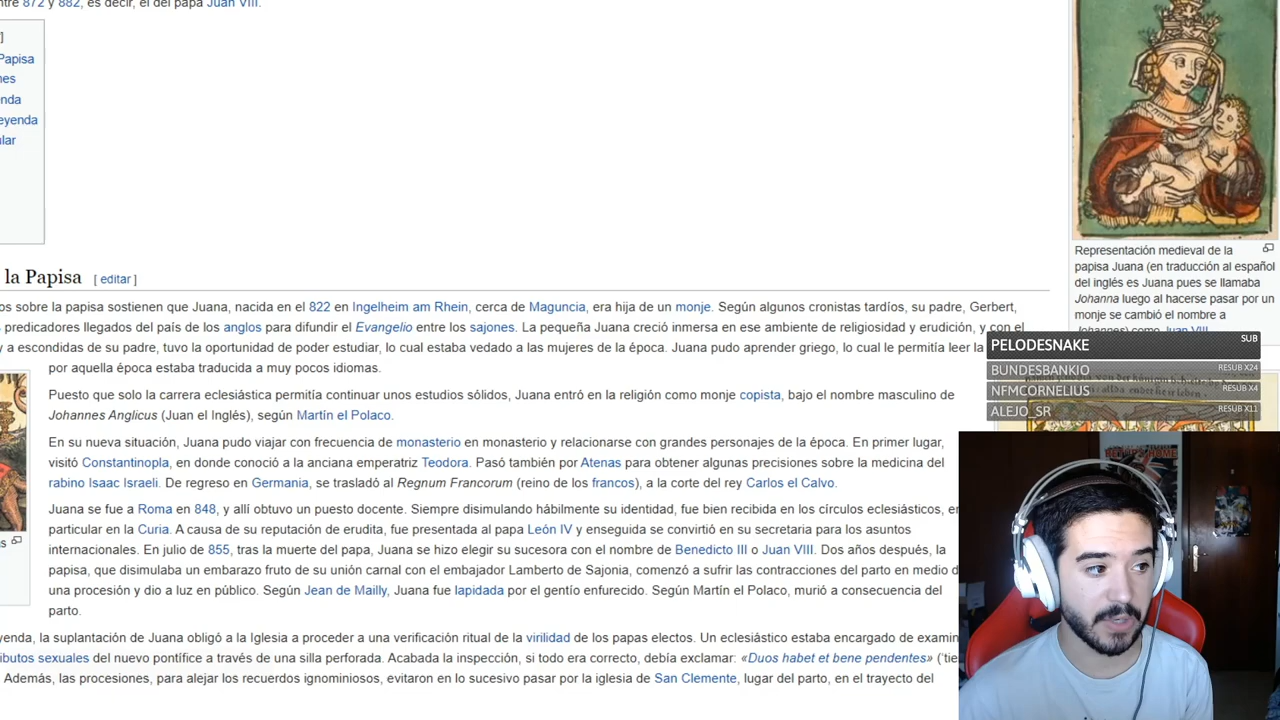 ntre 872 y 882, es decir, el del papa Juan VIII.
]
Papisa
nes
enda
eyenda
ular
la Papisa [ editar ]
os sobre la papisa sostienen que Juana, nacida en el 822 en Ingelheim am Rhein, cerca de Maguncia, era hija de un monje. Según algunos cronistas tardíos, su padre, Gerbert,
predicadores llegados del país de los anglos para difundir el Evangelio entre los sajones. La pequeña Juana creció inmersa en ese ambiente de religiosidad y erudición, y con el
y a escondidas de su padre, tuvo la oportunidad de poder estudiar, lo cual estaba vedado a las mujeres de la época. Juana pudo aprender griego, lo cual le permitía leer la
por aquella época estaba traducida a muy pocos idiomas.
Puesto que solo la carrera eclesiástica permitía continuar unos estudios sólidos, Juana entró en la religión como monje copista, bajo el nombre masculino de
Johannes Anglicus (Juan el Inglés), según Martín el Polaco.
En su nueva situación, Juana pudo viajar con frecuencia de monasterio en monasterio y relacionarse con grandes personajes de la época. En primer lugar,
visitó Constantinopla, en donde conoció a la anciana emperatriz Teodora. Pasó también por Atenas para obtener algunas precisiones sobre la medicina del
rabino Isaac Israeli. De regreso en Germania, se trasladó al Regnum Francorum (reino de los francos), a la corte del rey Carlos el Calvo.
Juana se fue a Roma en 848, y allí obtuvo un puesto docente. Siempre disimulando hábilmente su identidad, fue bien recibida en los círculos eclesiásticos, en
particular en la Curia. A causa de su reputación de erudita, fue presentada al papa León IV y enseguida se convirtió en su secretaria para los asuntos
internacionales. En julio de 855, tras la muerte del papa, Juana se hizo elegir su sucesora con el nombre de Benedicto III o Juan VIII. Dos años después, la
papisa, que disimulaba un embarazo fruto de su unión carnal con el embajador Lamberto de Sajonia, comenzó a sufrir las contracciones del parto en medio d
una procesión y dio a luz en público. Según Jean de Mailly, Juana fue lapidada por el gentío enfurecido. Según Martín el Polaco, murió a consecuencia del
parto.
yenda, la suplantación de Juana obligó a la Iglesia a proceder a una verificación ritual de la virilidad de los papas electos. Un eclesiástico estaba encargado de examin
ibutos sexuales del nuevo pontífice a través de una silla perforada. Acabada la inspección, si todo era correcto, debía exclamar: «Duos habet et bene pendentes» ('tie
Además, las procesiones, para alejar los recuerdos ignominiosos, evitaron en lo sucesivo pasar por la iglesia de San Clemente, lugar del parto, en el trayecto del
s
Representación medieval de la
papisa Juana (en traducción al español
del inglés es Juana pues se llamaba
Johanna luego al hacerse pasar por un
monje se cambió el nombre a
Johannes) como Juan VIII
PELODESNAKE SUB
BUNDESBANKIO RESUB X24
NFMCORNELIUS RESUB X4
ALEJO_SR RESUB X11